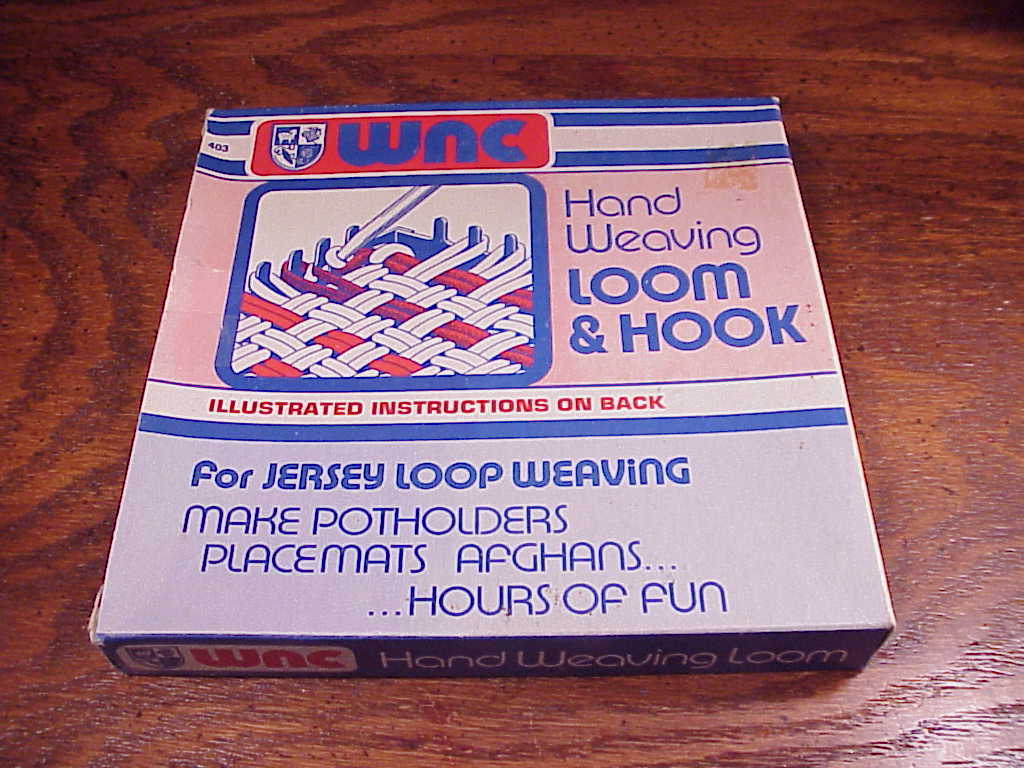 403
WNC
Hand
Weaving
LOOM
& HOOK
ILLUSTRATED INSTRUCTIONS ON BACK
For JERSEY LOOP WEAViNG
MAKE POTHOLDERS
PLACEMATS AFGHANS...
...HOURS OF FUN
WNC Hand Weaving Loom